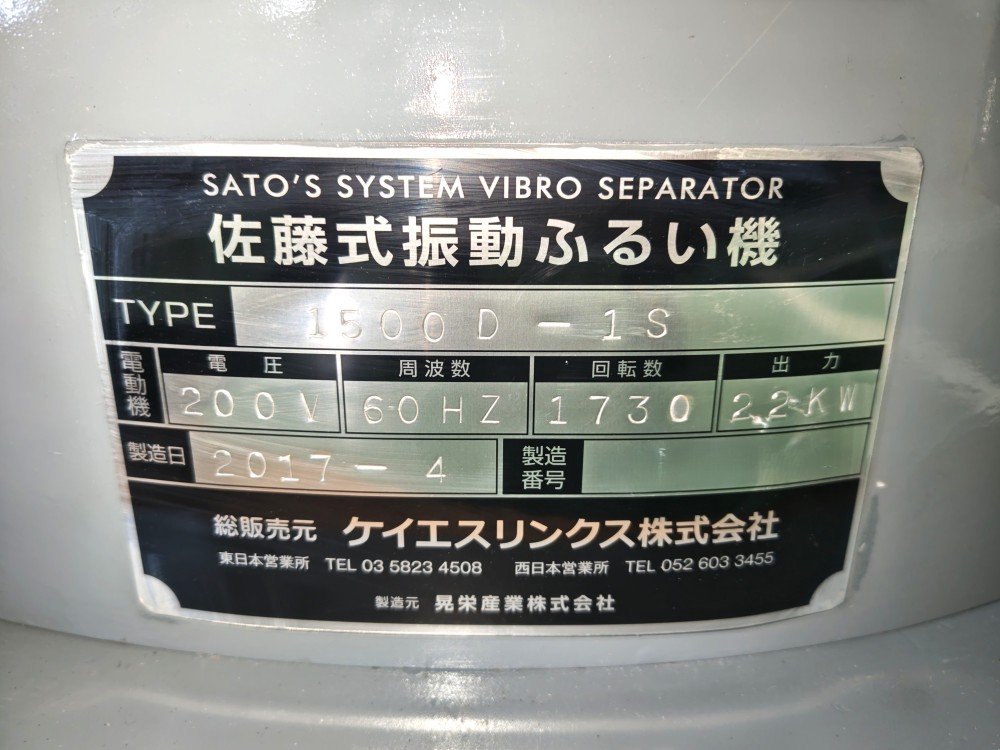 SATO'S SYSTEM VIBRO SEPARATOR
佐藤式振動ふるい機
TYPE 1500D-1S
電動機 電圧 周波数 回転数 出力
200V 60HZ 1730 2.2KW
製造日 2017-4 製造番号
総販売元 ケイエスリンクス株式会社
東日本営業所 TEL 03 5823 4508 西日本営業所 TEL 052 603 3455
製造元 晃栄産業株式会社